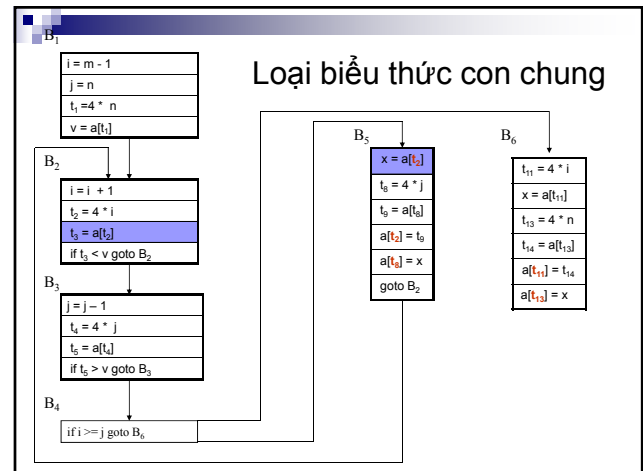 Loại biểu thức con chung
B₁
i = m - 1
j = n
t₁ =4 * n
v = a[t₁]
B₂
i = i + 1
t₂ = 4 * i
t₃ = a[t₂]
if t₃ < v goto B₂
B₃
j = j – 1
t₄ = 4 * j
t₅ = a[t₄]
if t₅ > v goto B₃
B₄
if i >= j goto B₆
B₅
x = a[t₂]
t₈ = 4 * j
t₉ = a[t₈]
a[t₂] = t₉
a[t₈] = x
goto B₂
B₆
t₁₁ = 4 * i
x = a[t₁₁]
t₁₃ = 4 * n
t₁₄ = a[t₁₃]
a[t₁₁] = t₁₄
a[t₁₃] = x